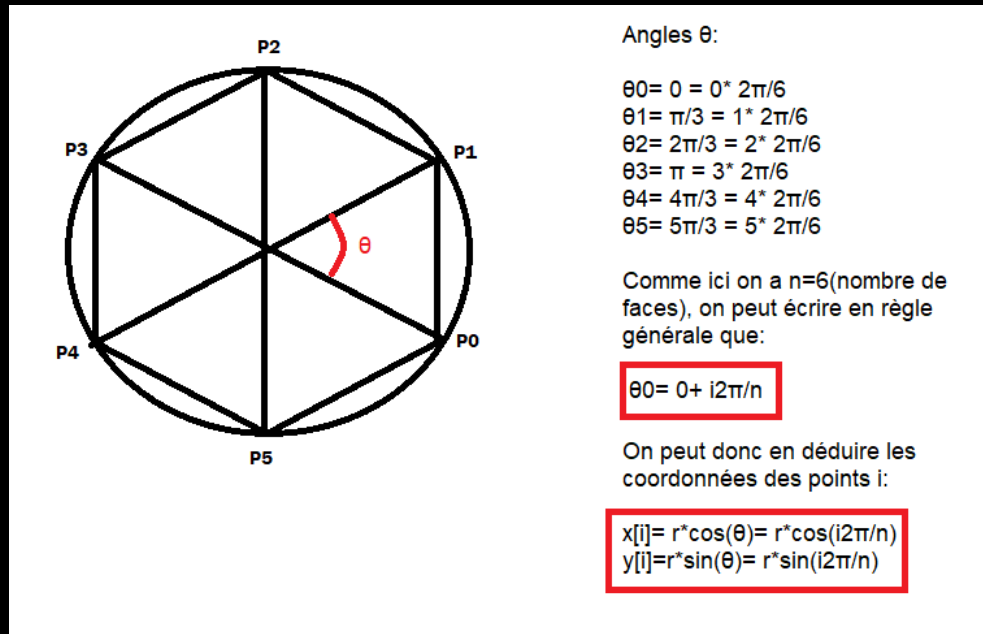 P2
P3
P1
θ
P4
P0
P5
Angles θ:
θ0= 0 = 0* 2π/6
θ1= π/3 = 1* 2π/6
θ2= 2π/3 = 2* 2π/6
θ3= π = 3* 2π/6
θ4= 4π/3 = 4* 2π/6
θ5= 5π/3 = 5* 2π/6
Comme ici on a n=6(nombre de
faces), on peut écrire en règle
générale que:
θ0= 0+ i2π/n
On peut donc en déduire les
coordonnées des points i:
x[i]= r*cos(θ)= r*cos(i2π/n)
y[i]=r*sin(θ)= r*sin(i2π/n)